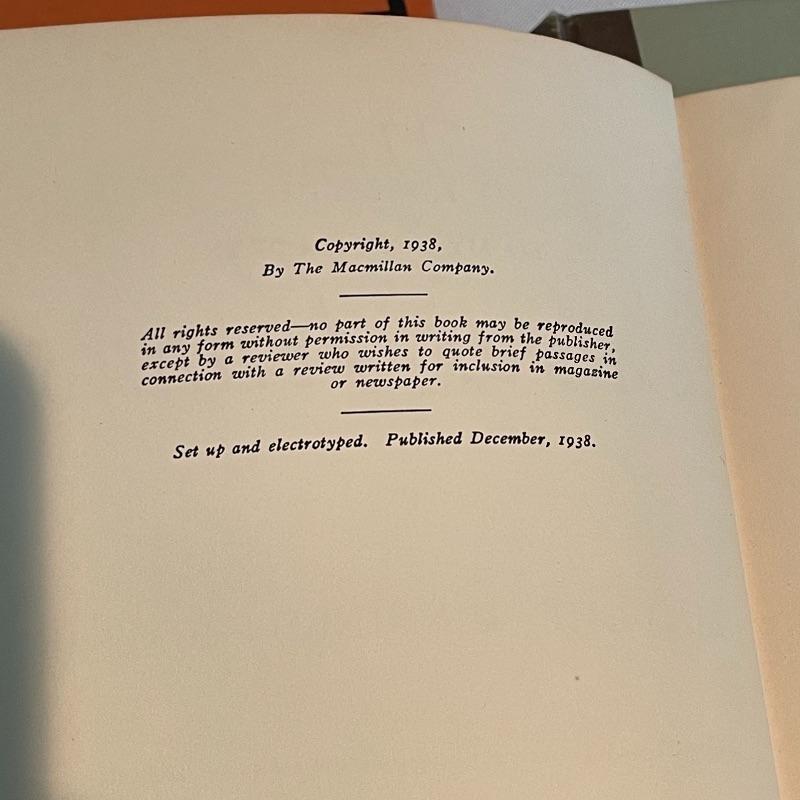 Copyright, 1938,
By The Macmillan Company.
All rights reserved—no part of this book may be reproduced
in any form without permission in writing from the publisher,
except by a reviewer who wishes to quote brief passages in
connection with a review written for inclusion in magazine
or newspaper.
Set up and electrotyped. Published December, 1938.